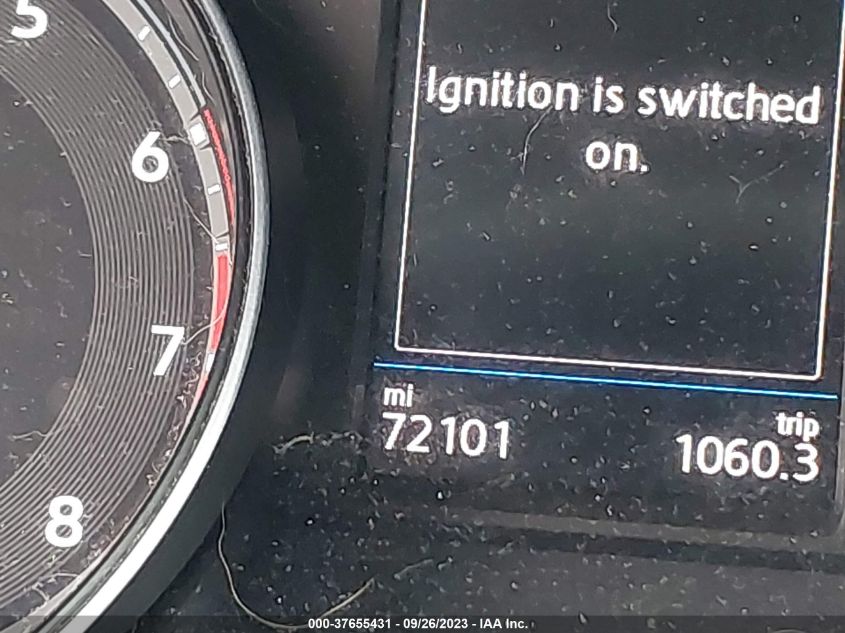 5
6
7
8
Ignition is switched
on.
mi
72101
trip
1060.3
000-37655431 - 09/26/2023 - IAA Inc.